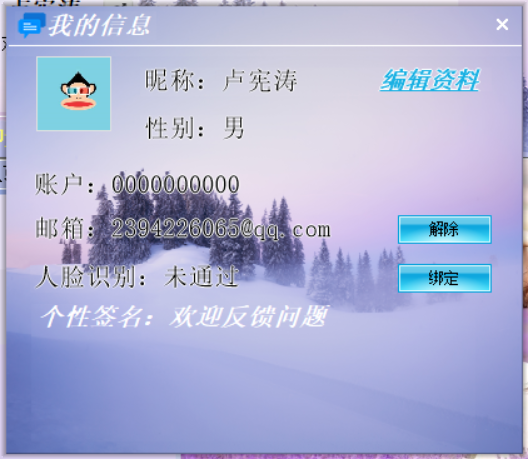 我的信息
昵称：卢宪涛
编辑资料
性别：男
账户：0000000000
邮箱：2394226065@qq.com
解除
人脸识别：未通过
绑定
个性签名：欢迎反馈问题